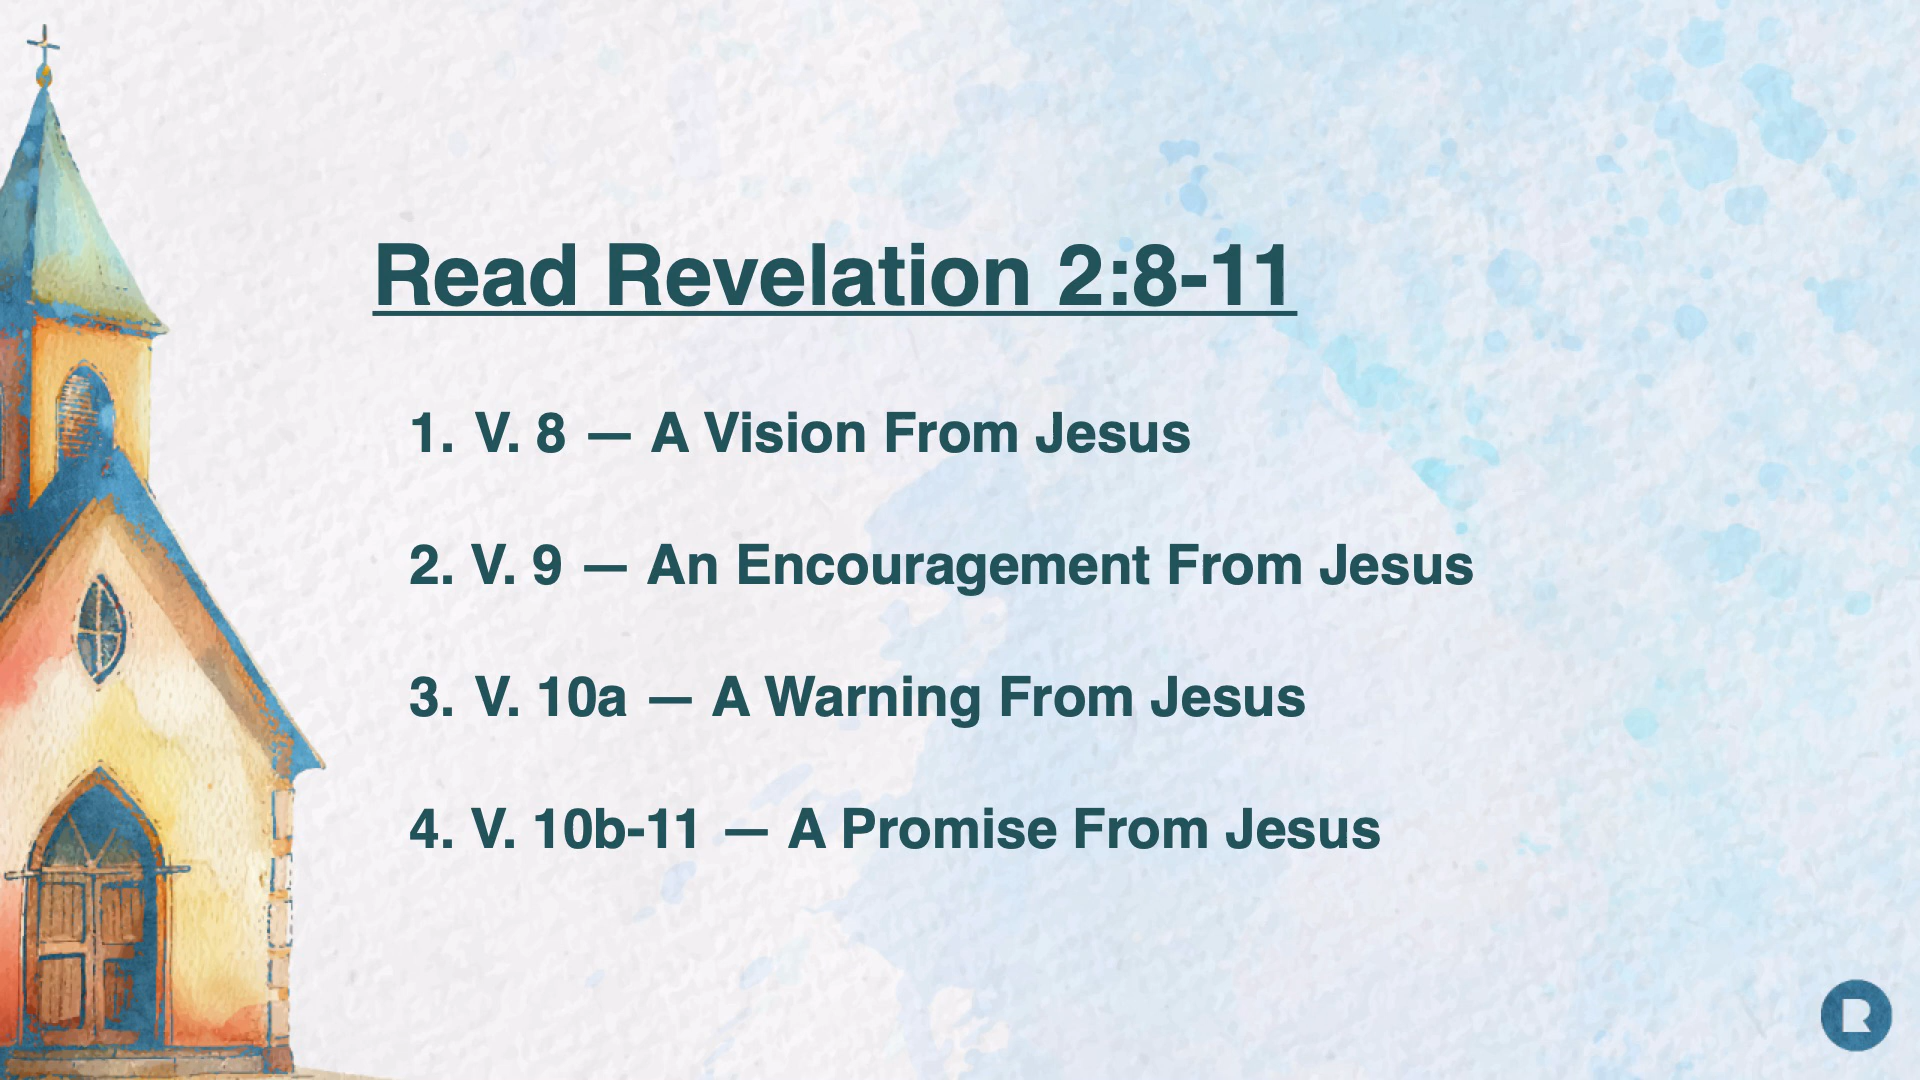 Read Revelation 2:8-11
1. V. 8 — A Vision From Jesus
2. V. 9 — An Encouragement From Jesus
3. V. 10a — A Warning From Jesus
4. V. 10b-11 — A Promise From Jesus
R